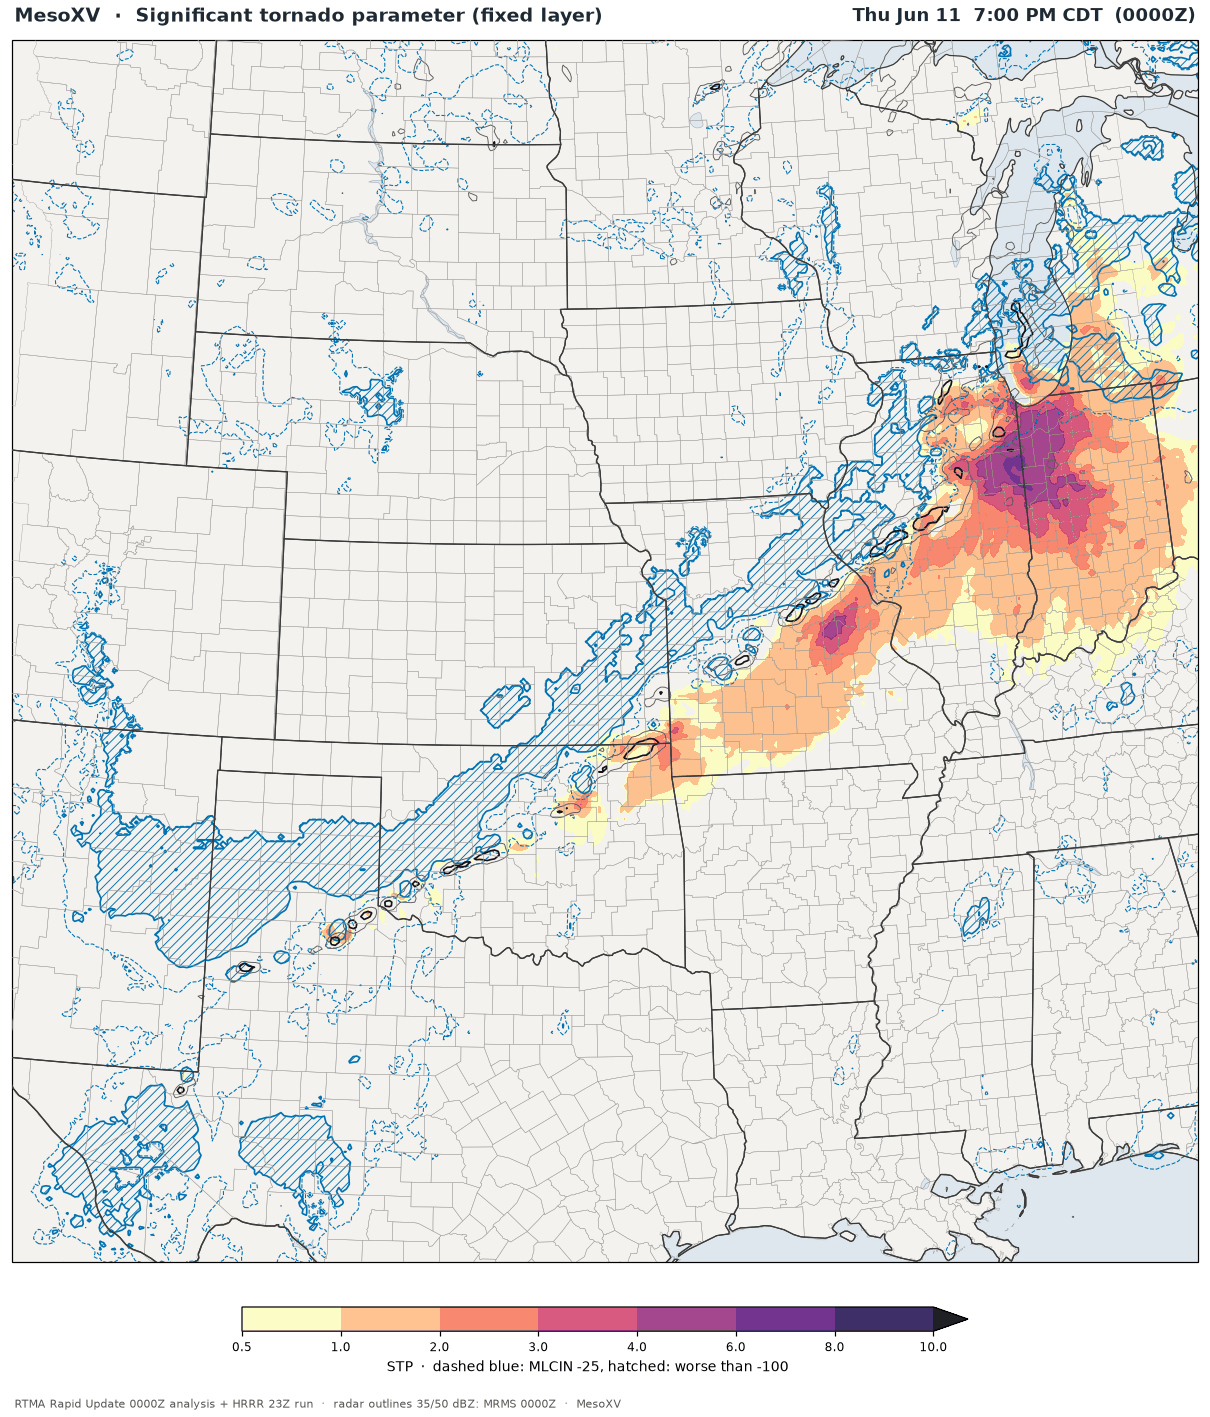 MesoXV · Significant tornado parameter (fixed layer)
Thu Jun 11 7:00 PM CDT (0000Z)
0.5 1.0 2.0 3.0 4.0 6.0 8.0 10.0
STP · dashed blue: MLCIN -25, hatched: worse than -100
RTMA Rapid Update 0000Z analysis + HRRR 23Z run · radar outlines 35/50 dBZ: MRMS 0000Z · MesoXV